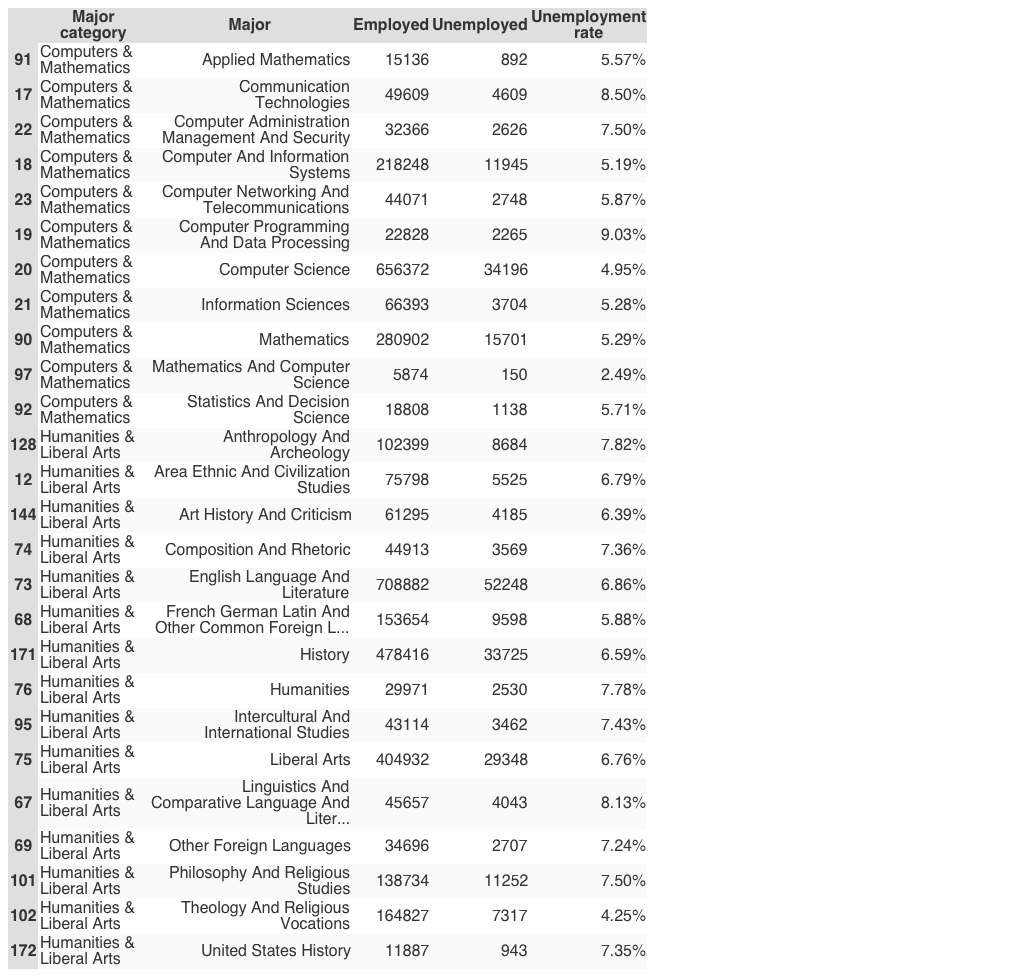 Major category Major Employed Unemployed Unemployment rate
91 Computers & Mathematics Applied Mathematics 15136 892 5.57%
17 Computers & Mathematics Communication Technologies 49609 4609 8.50%
22 Computers & Mathematics Computer Administration Management And Security 32366 2626 7.50%
18 Computers & Mathematics Computer And Information Systems 218248 11945 5.19%
23 Computers & Mathematics Computer Networking And Telecommunications 44071 2748 5.87%
19 Computers & Mathematics Computer Programming And Data Processing 22828 2265 9.03%
20 Computers & Mathematics Computer Science 656372 34196 4.95%
21 Computers & Mathematics Information Sciences 66393 3704 5.28%
90 Computers & Mathematics Mathematics 280902 15701 5.29%
97 Computers & Mathematics Mathematics And Computer Science 5874 150 2.49%
92 Computers & Mathematics Statistics And Decision Science 18808 1138 5.71%
128 Humanities & Liberal Arts Anthropology And Archeology 102399 8684 7.82%
12 Humanities & Liberal Arts Area Ethnic And Civilization Studies 75798 5525 6.79%
144 Humanities & Liberal Arts Art History And Criticism 61295 4185 6.39%
74 Humanities & Liberal Arts Composition And Rhetoric 44913 3569 7.36%
73 Humanities & Liberal Arts English Language And Literature 708882 52248 6.86%
68 Humanities & Liberal Arts French German Latin And Other Common Foreign L... 153654 9598 5.88%
171 Humanities & Liberal Arts History 478416 33725 6.59%
76 Humanities & Liberal Arts Humanities 29971 2530 7.78%
95 Humanities & Liberal Arts Intercultural And International Studies 43114 3462 7.43%
75 Humanities & Liberal Arts Liberal Arts 404932 29348 6.76%
67 Humanities & Liberal Arts Linguistics And Comparative Language And Liter... 45657 4043 8.13%
69 Humanities & Liberal Arts Other Foreign Languages 34696 2707 7.24%
101 Humanities & Liberal Arts Philosophy And Religious Studies 138734 11252 7.50%
102 Humanities & Liberal Arts Theology And Religious Vocations 164827 7317 4.25%
172 Humanities & Liberal Arts United States History 11887 943 7.35%